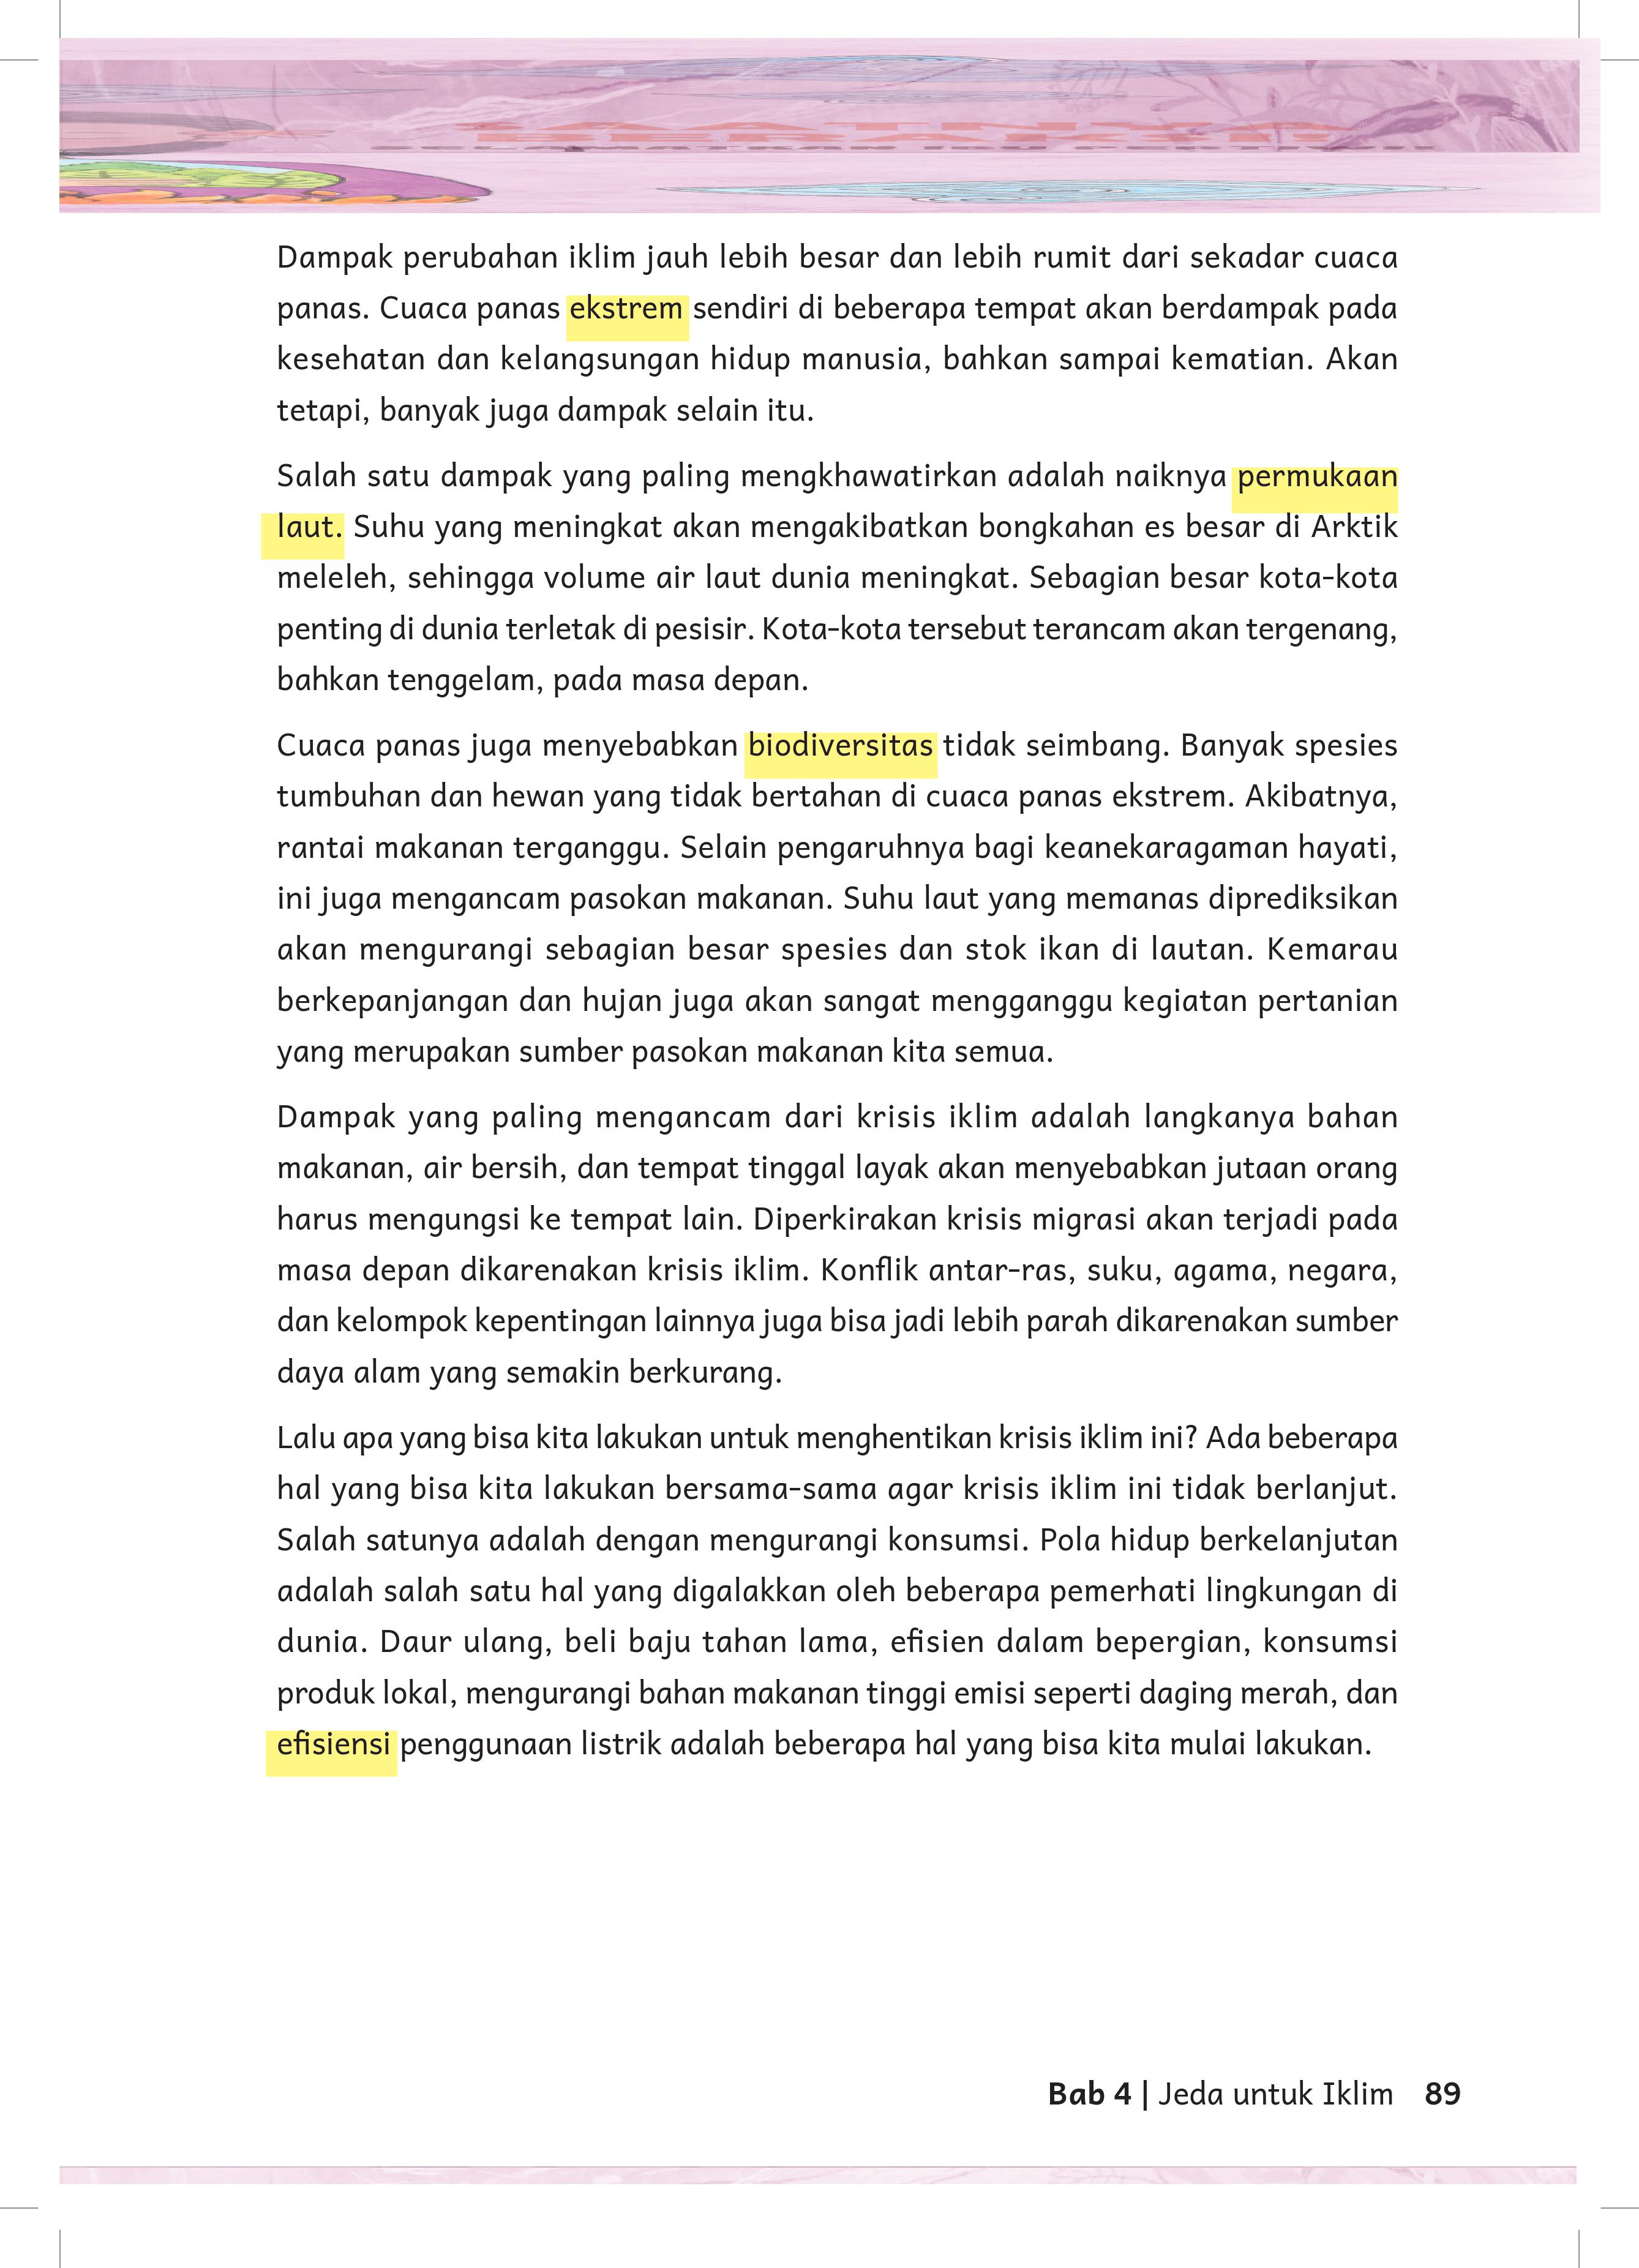 Dampak perubahan iklim jauh lebih besar dan lebih rumit dari sekadar cuaca
panas. Cuaca panas ekstrem sendiri di beberapa tempat akan berdampak pada
kesehatan dan kelangsungan hidup manusia, bahkan sampai kematian. Akan
tetapi, banyak juga dampak selain itu.
Salah satu dampak yang paling mengkhawatirkan adalah naiknya permukaan
laut. Suhu yang meningkat akan mengakibatkan bongkahan es besar di Arktik
meleleh, sehingga volume air laut dunia meningkat. Sebagian besar kota-kota
penting di dunia terletak di pesisir. Kota-kota tersebut terancam akan tergenang,
bahkan tenggelam, pada masa depan.
Cuaca panas juga menyebabkan biodiversitas tidak seimbang. Banyak spesies
tumbuhan dan hewan yang tidak bertahan di cuaca panas ekstrem. Akibatnya,
rantai makanan terganggu. Selain pengaruhnya bagi keanekaragaman hayati,
ini juga mengancam pasokan makanan. Suhu laut yang memanas diprediksikan
akan mengurangi sebagian besar spesies dan stok ikan di lautan. Kemarau
berkepanjangan dan hujan juga akan sangat mengganggu kegiatan pertanian
yang merupakan sumber pasokan makanan kita semua.
Dampak yang paling mengancam dari krisis iklim adalah langkanya bahan
makanan, air bersih, dan tempat tinggal layak akan menyebabkan jutaan orang
harus mengungsi ke tempat lain. Diperkirakan krisis migrasi akan terjadi pada
masa depan dikarenakan krisis iklim. Konflik antar-ras, suku, agama, negara,
dan kelompok kepentingan lainnya juga bisa jadi lebih parah dikarenakan sumber
daya alam yang semakin berkurang.
Lalu apa yang bisa kita lakukan untuk menghentikan krisis iklim ini? Ada beberapa
hal yang bisa kita lakukan bersama-sama agar krisis iklim ini tidak berlanjut.
Salah satunya adalah dengan mengurangi konsumsi. Pola hidup berkelanjutan
adalah salah satu hal yang digalakkan oleh beberapa pemerhati lingkungan di
dunia. Daur ulang, beli baju tahan lama, efisien dalam bepergian, konsumsi
produk lokal, mengurangi bahan makanan tinggi emisi seperti daging merah, dan
efisiensi penggunaan listrik adalah beberapa hal yang bisa kita mulai lakukan.
Bab 4 | Jeda untuk Iklim 89